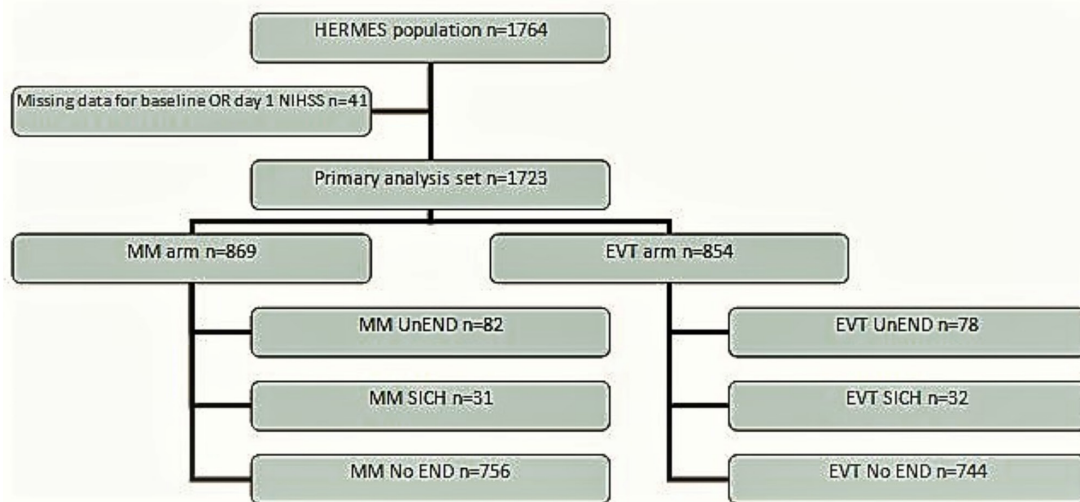 HERMES population n=1764
Missing data for baseline OR day 1 NIHSS n=41
Primary analysis set n=1723
MM arm n=869
EVT arm n=854
MM UnEND n=82
EVT UnEND n=78
MM SICH n=31
EVT SICH n=32
MM No END n=756
EVT No END n=744